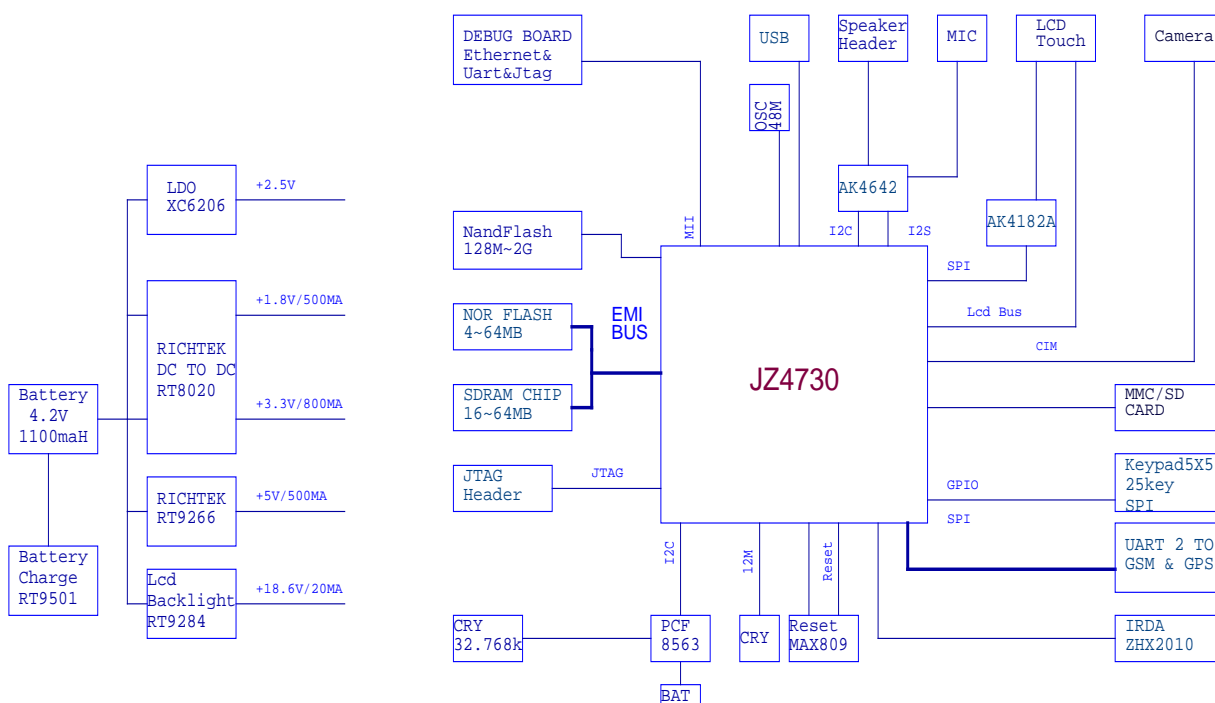 DEBUG BOARD
Ethernet&
Uart&Jtag
USB
Speaker
Header
MIC
LCD
Touch
Camera
OSC
48M
LDO
XC6206
+2.5V
AK4642
AK4182A
MII
I2C
I2S
NandFlash
128M~2G
SPI
RICHTEK
DC TO DC
RT8020
+1.8V/500MA
+3.3V/800MA
NOR FLASH
4~64MB
EMI
BUS
Lcd Bus
CIM
JZ4730
Battery
4.2V
1100maH
SDRAM CHIP
16~64MB
MMC/SD
CARD
RICHTEK
RT9266
+5V/500MA
JTAG
Header
JTAG
GPIO
SPI
Keypad5X5
25key
SPI
Battery
Charge
RT9501
Lcd
Backlight
RT9284
+18.6V/20MA
I2C
12M
Reset
UART 2 TO
GSM & GPS
CRY
32.768k
PCF
8563
CRY
Reset
MAX809
IRDA
ZHX2010
BAT